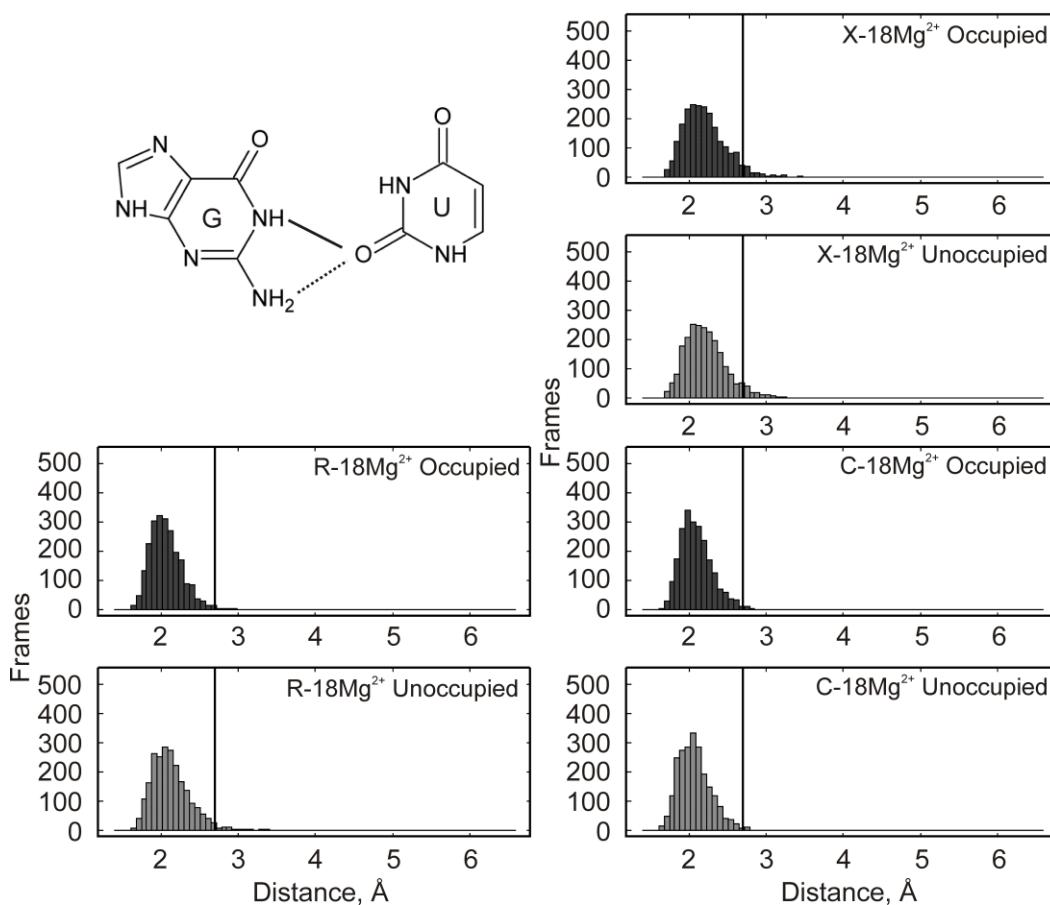 N
O
NH
G
N
HN
NH₂
O
HN
U
O
NH
X-18Mg²⁺ Occupied
500
400
300
200
100
0
2 3 4 5 6
X-18Mg²⁺ Unoccupied
500
400
300
200
100
0
2 3 4 5 6
Frames
R-18Mg²⁺ Occupied
500
400
300
200
100
0
2 3 4 5 6
C-18Mg²⁺ Occupied
500
400
300
200
100
0
2 3 4 5 6
Frames
R-18Mg²⁺ Unoccupied
500
400
300
200
100
0
2 3 4 5 6
Distance, Å
C-18Mg²⁺ Unoccupied
500
400
300
200
100
0
2 3 4 5 6
Distance, Å